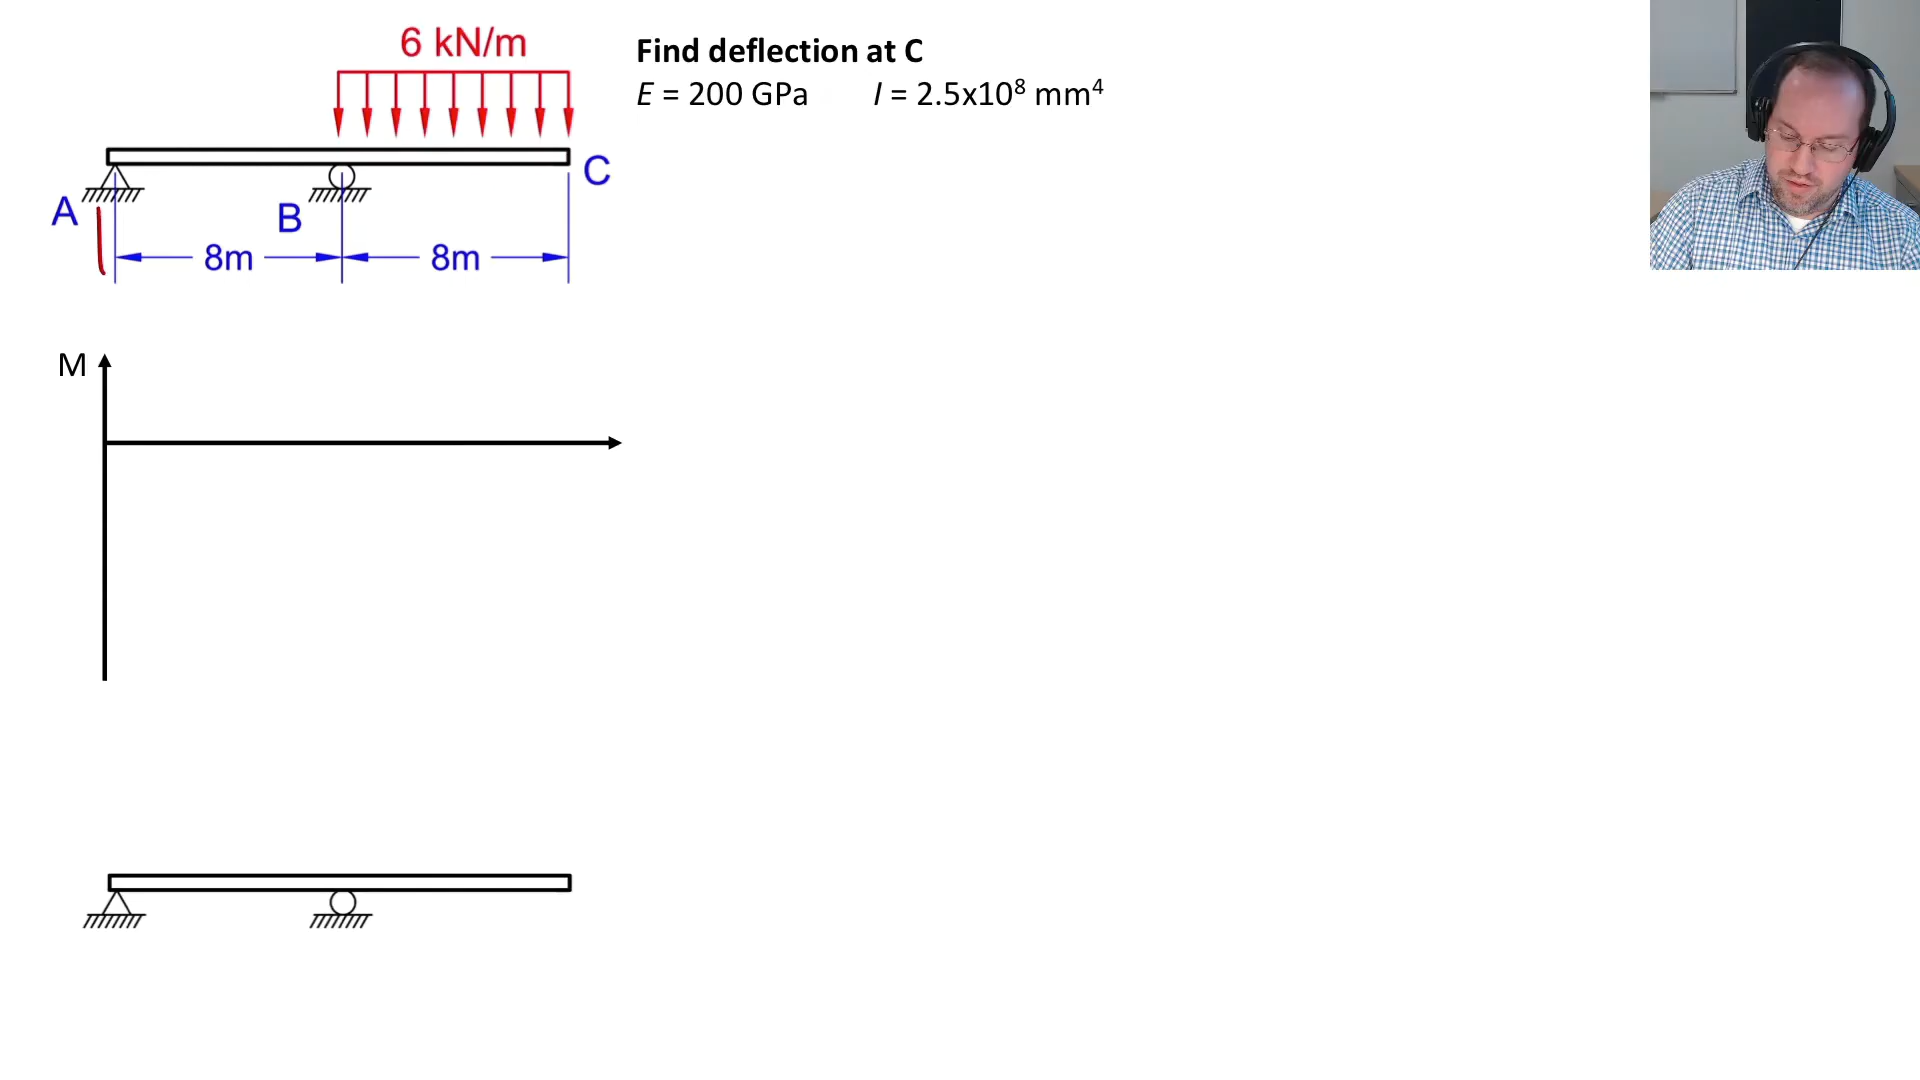 6 kN/m
Find deflection at C
E = 200 GPa I = 2.5x10⁸ mm⁴
C
A
B
8m 8m
M